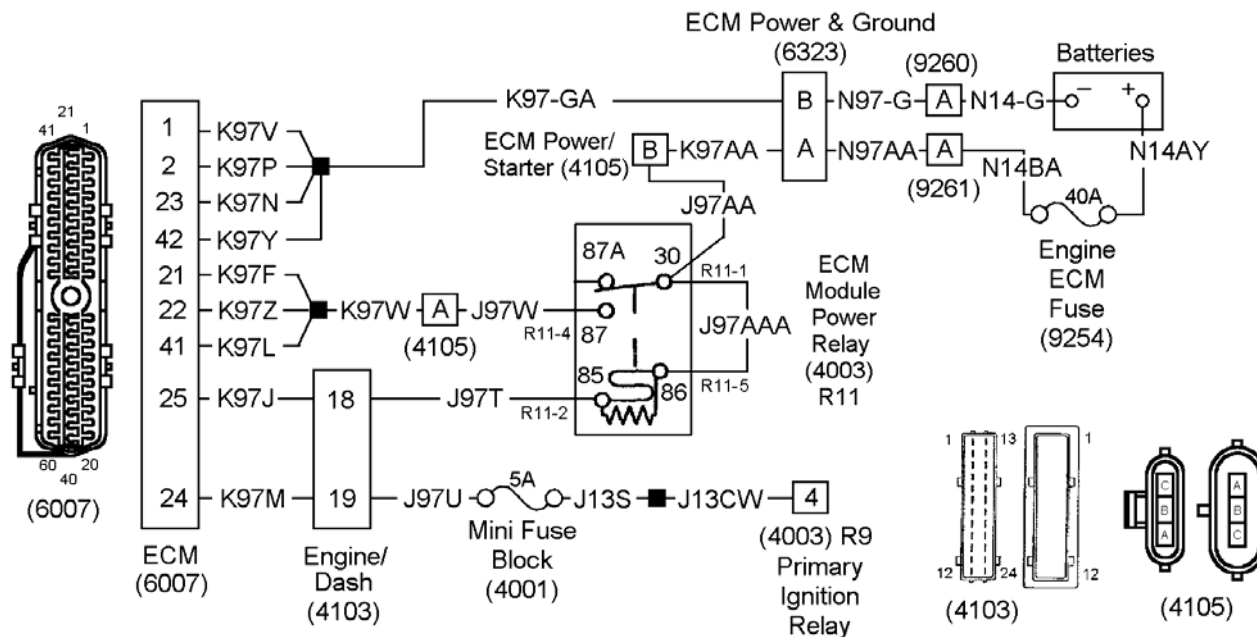 ECM Power & Ground
(6323)
(9260)
Batteries
21
41
1
60
20
40
(6007)
1
K97V
2
K97P
23
K97N
42
K97Y
21
K97F
22
K97Z
41
K97L
25
K97J
24
K97M
ECM
(6007)
K97-GA
B
N97-G
A
N14-G
−
+
ECM Power/
Starter (4105)
B
K97AA
A
N97AA
A
(9261)
N14BA
N14AY
40A
Engine
ECM
Fuse
(9254)
J97AA
87A
30
R11-1
87
R11-4
J97AAA
85
86
R11-5
R11-2
ECM
Module
Power
Relay
(4003)
R11
K97W
A
J97W
(4105)
18
J97T
19
J97U
5A
J13S
J13CW
4
Engine/
Dash
(4103)
Mini Fuse
Block
(4001)
(4003) R9
Primary
Ignition
Relay
1
13
12
24
1
12
(4103)
C
B
A
A
B
C
(4105)